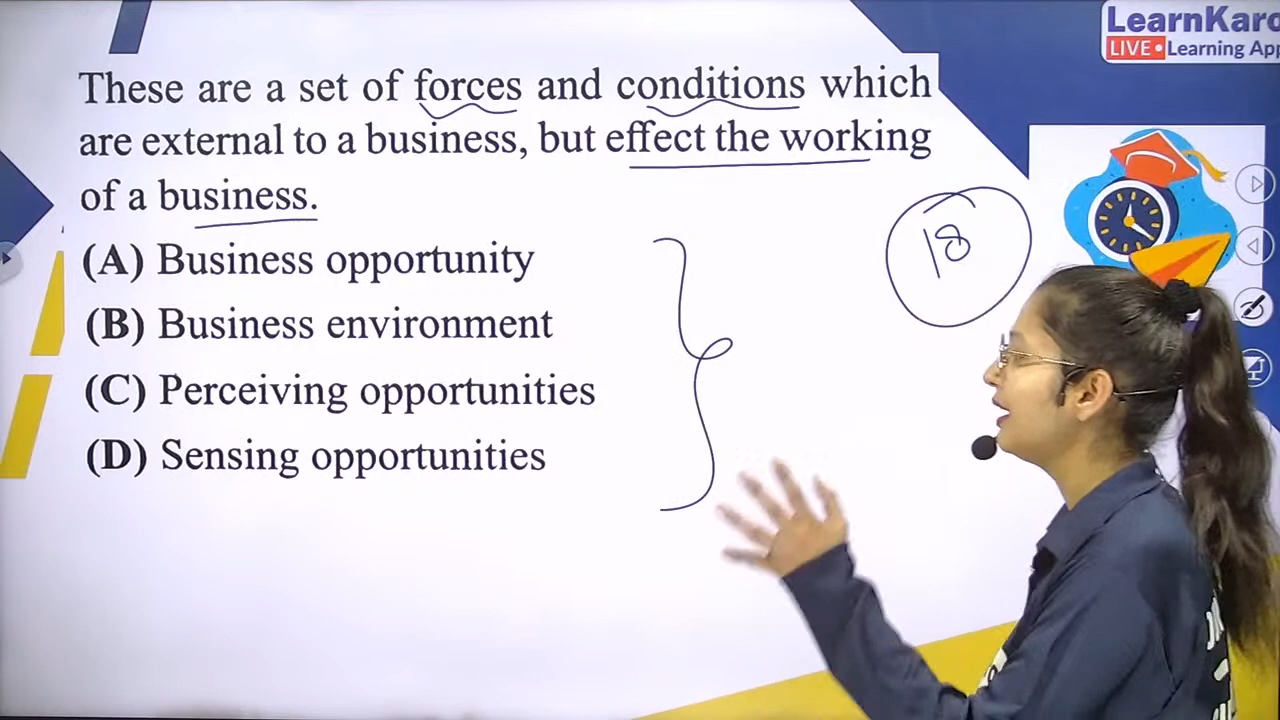 LearnKaro
LIVE • Learning App
These are a set of forces and conditions which
are external to a business, but effect the working
of a business.
18
(A) Business opportunity
(B) Business environment
(C) Perceiving opportunities
(D) Sensing opportunities